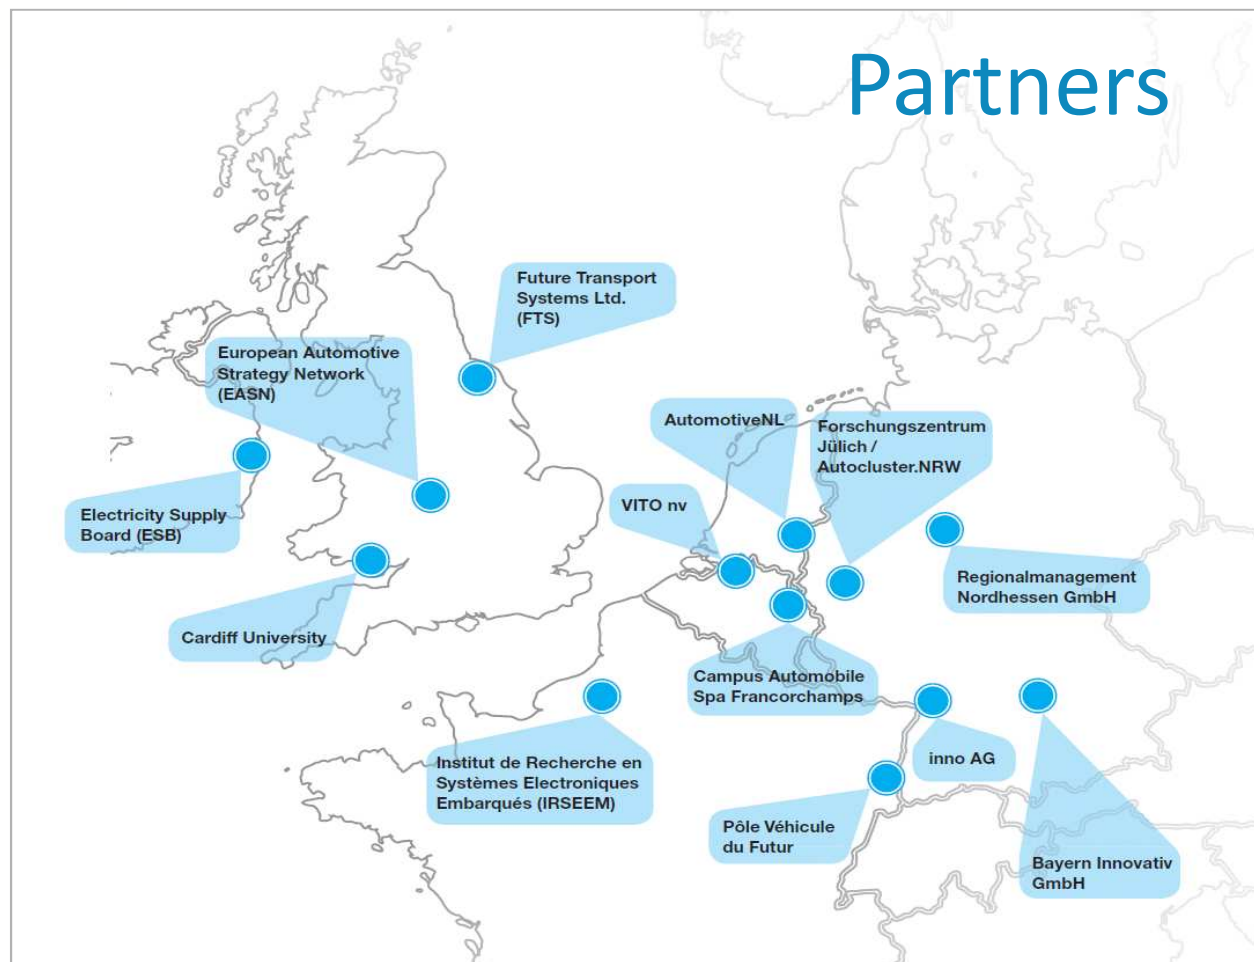 Partners
Future Transport
Systems Ltd.
(FTS)
European Automotive
Strategy Network
(EASN)
AutomotiveNL
Forschungszentrum
Jülich /
Autocluster.NRW
VITO nv
Electricity Supply
Board (ESB)
Regionalmanagement
Nordhessen GmbH
Cardiff University
Campus Automobile
Spa Francorchamps
Institut de Recherche en
Systèmes Electroniques
Embarqués (IRSEEM)
inno AG
Pôle Véhicule
du Futur
Bayern Innovativ
GmbH